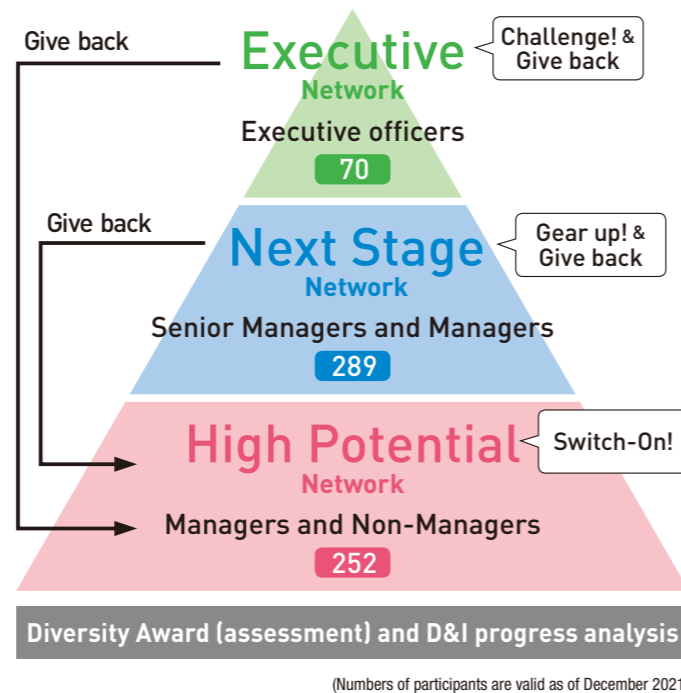 Give back
Executive
Network
Executive officers
70
Challenge! &
Give back
Give back
Next Stage
Network
Senior Managers and Managers
289
Gear up! &
Give back
High Potential
Network
Managers and Non-Managers
252
Switch-On!
Diversity Award (assessment) and D&I progress analysis
(Numbers of participants are valid as of December 2021